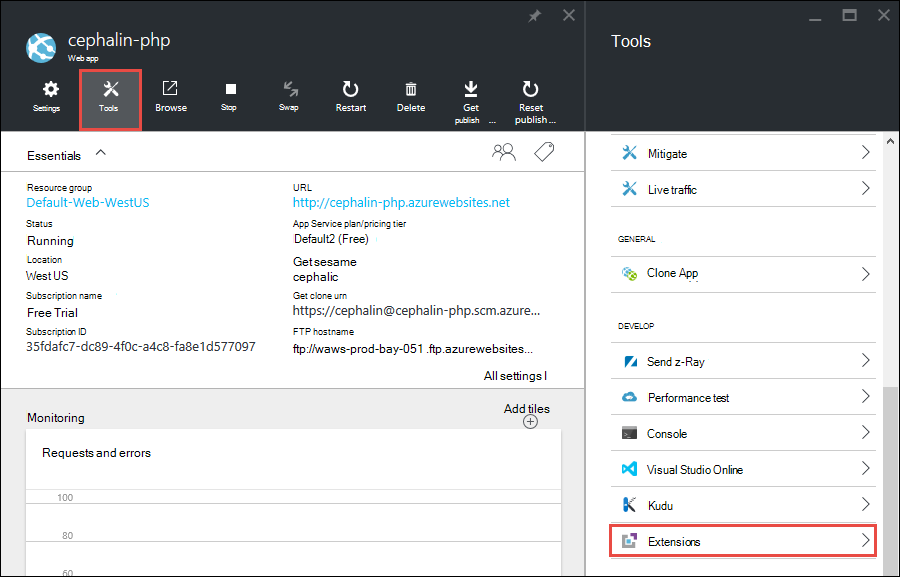 cephalin-php
Web app
Settings
Tools
Browse
Stop
Swap
Restart
Delete
Get
publish ...
Reset
publish ...
Essentials
Resource group
Default-Web-WestUS
URL
http://cephalin-php.azurewebsites.net
Status
Running
App Service plan/pricing tier
Default2 (Free)
Location
West US
Getsesame
cephalic
Subscription name
Free Trial
Get clone urn
https://cephalin@cephalin-php.scm.azure...
Subscription ID
35fdafc7-dc89-4f0c-a4c8-fa8e1d577097
FTP hostname
ftp://waws-prod-bay-051 .ftp.azurewebsites...
All settings I
Monitoring
Add tiles
Requests and errors
100
80
60
Tools
Mitigate
Live traffic
GENERAL
Clone App
DEVELOP
Send z-Ray
Performance test
Console
Visual Studio Online
Kudu
Extensions